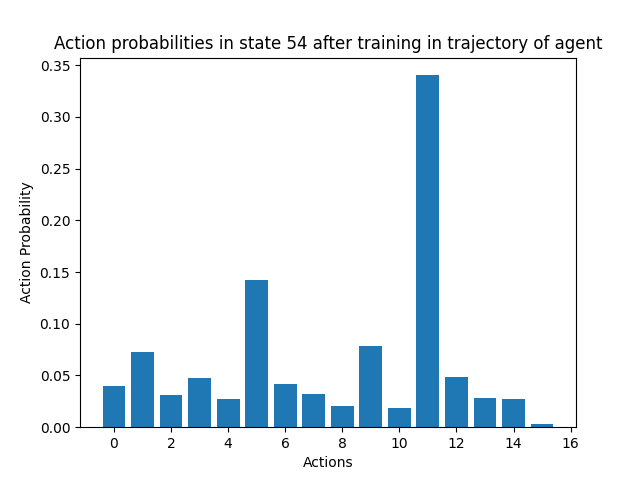 Action probabilities in state 54 after training in trajectory of agent
0.35
0.30
0.25
0.20
0.15
0.10
0.05
0.00
Action Probability
0 2 4 6 8 10 12 14 16
Actions